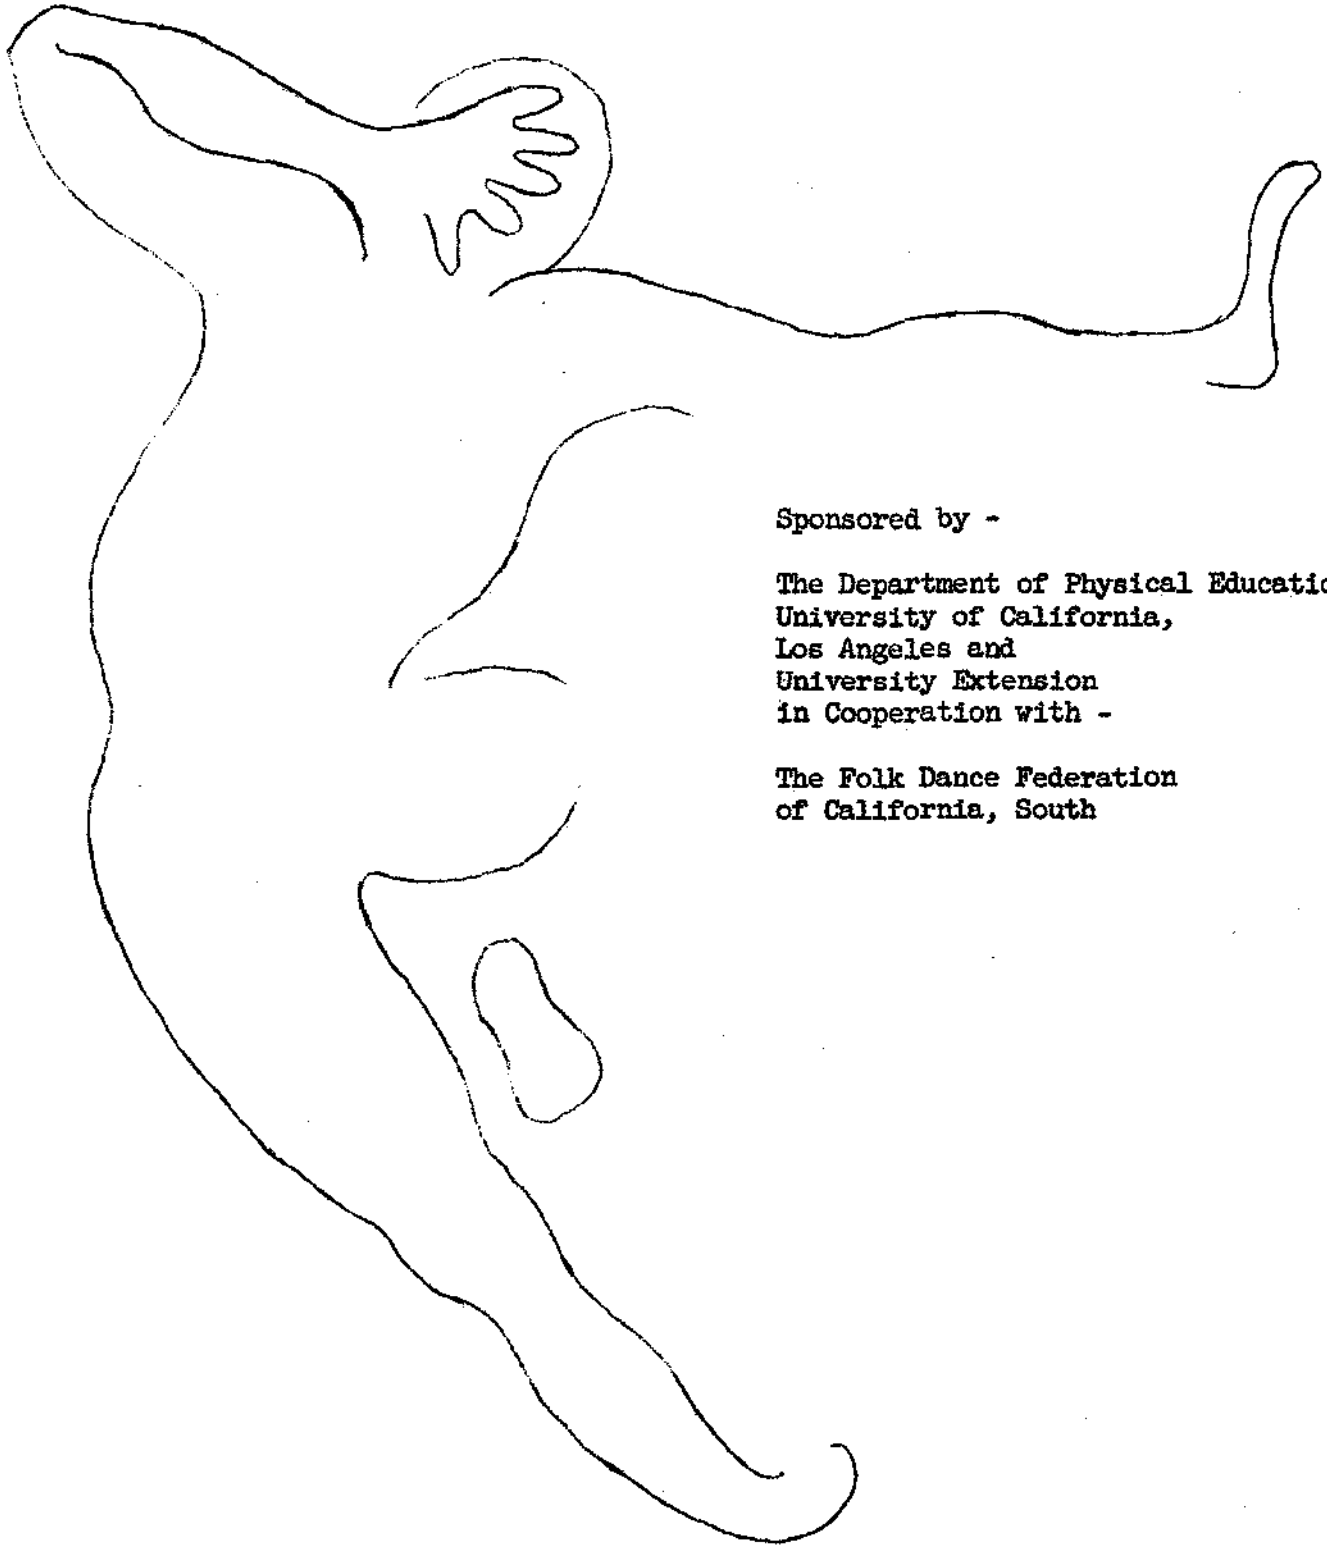 Sponsored by -
The Department of Physical Educatio
University of California,
Los Angeles and
University Extension
in Cooperation with -
The Folk Dance Federation
of California, South